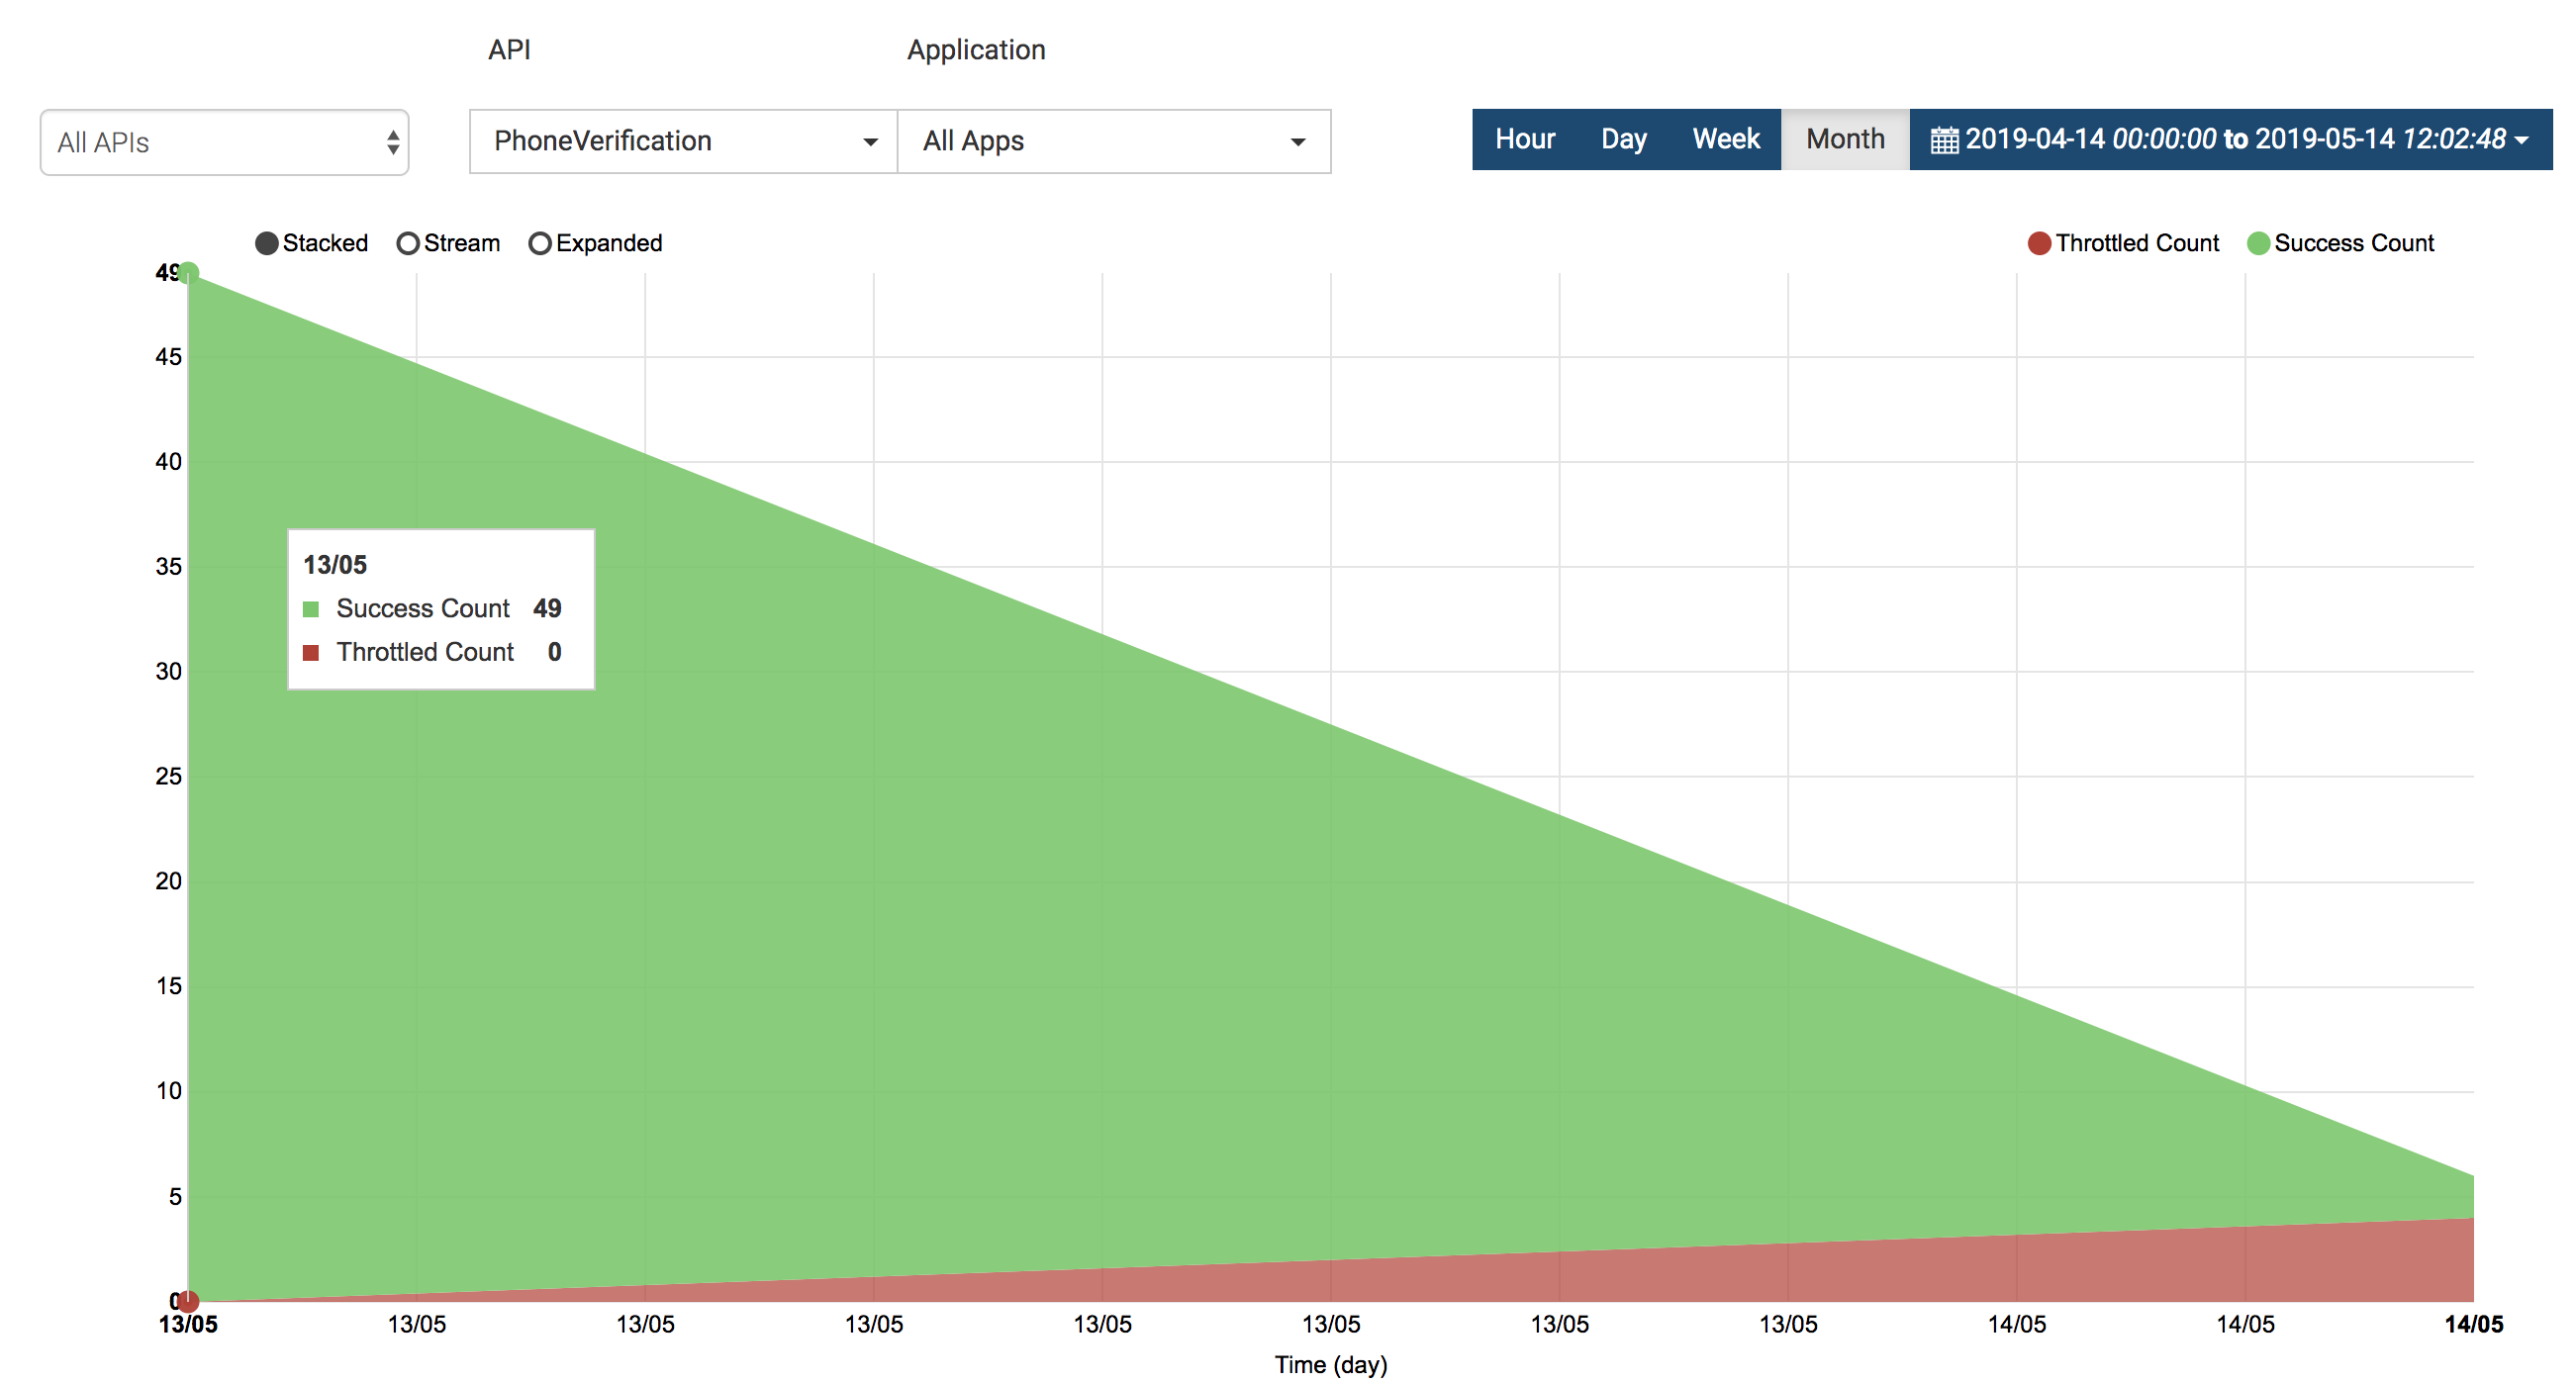 API Application
All APIs PhoneVerification All Apps Hour Day Week Month 2019-04-14 00:00:00 to 2019-05-14 12:02:48
Stacked Stream Expanded Throttled Count Success Count
49
45
40
35
30
25
20
15
10
5
0
13/05
Success Count 49
Throttled Count 0
13/05 13/05 13/05 13/05 13/05 13/05 13/05 13/05 14/05 14/05 14/05
Time (day)